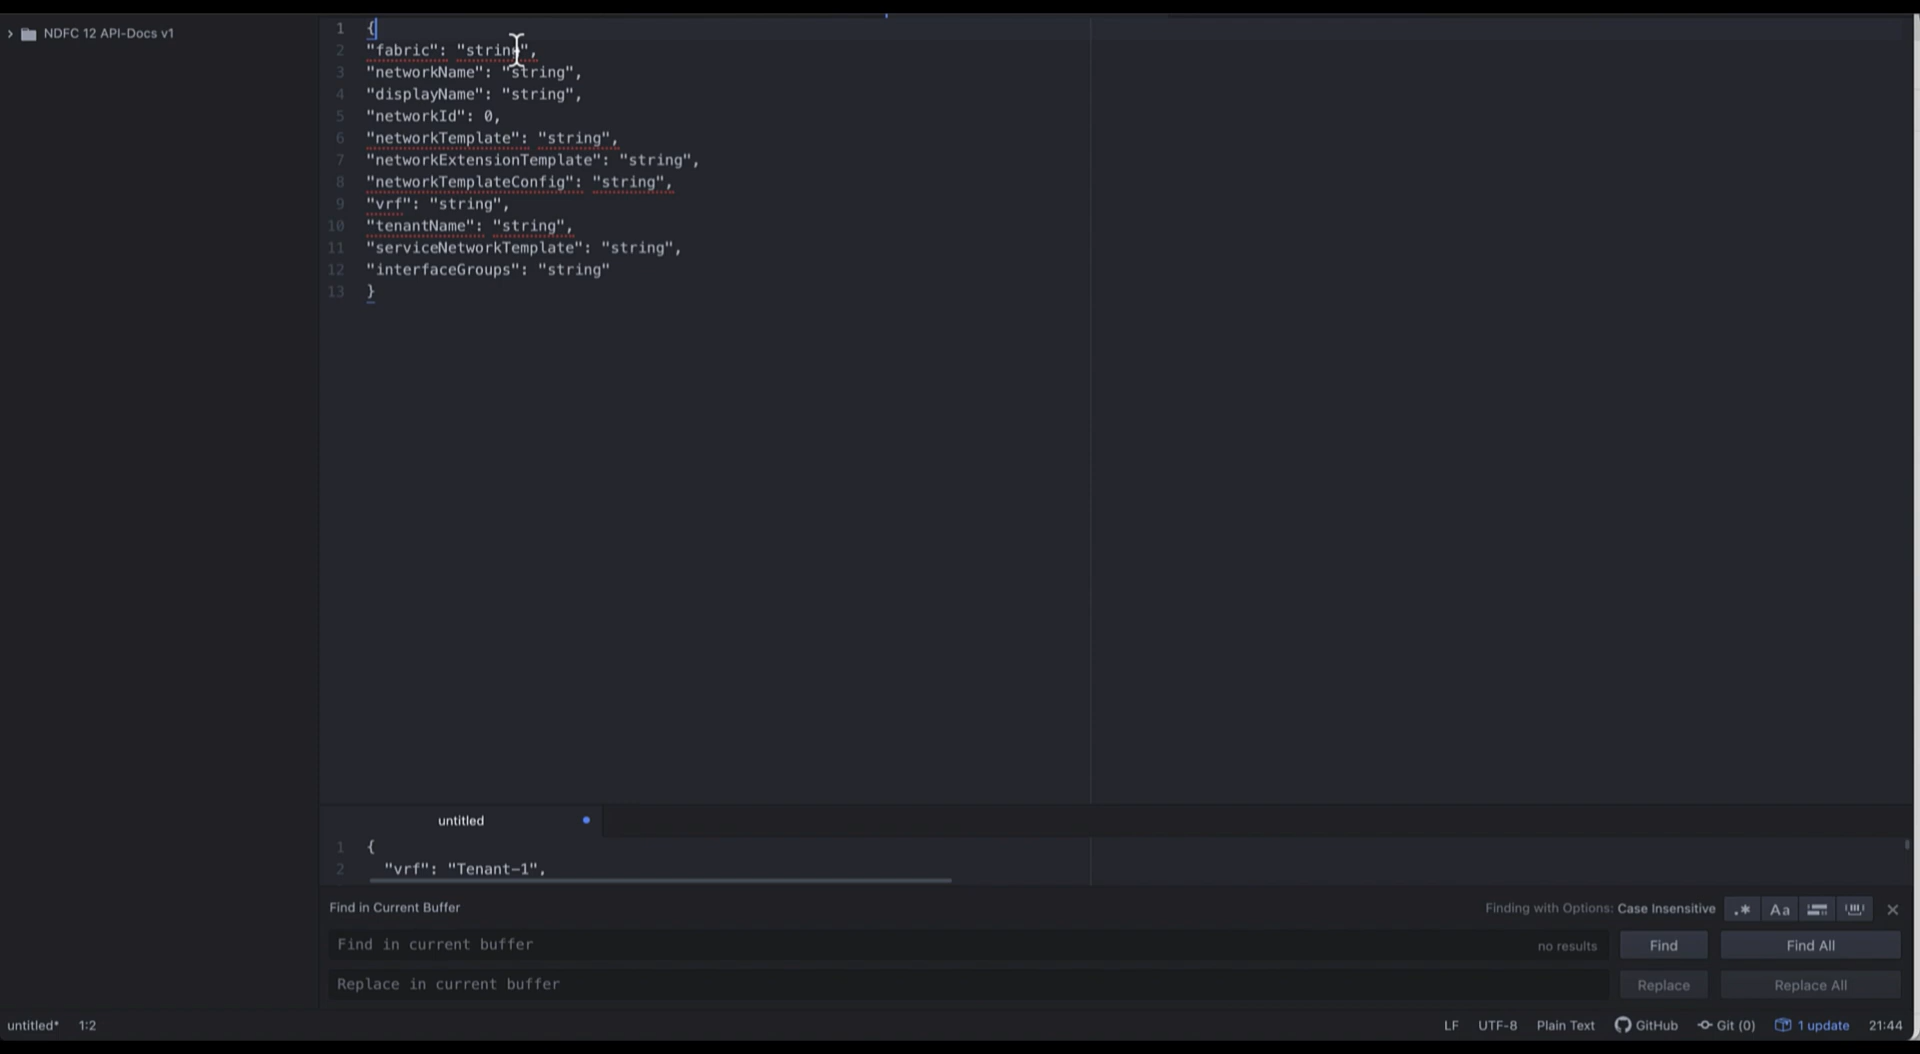 NDFC 12 API-Docs v1
1 {
2 "fabric": "string",
3 "networkName": "string",
4 "displayName": "string",
5 "networkId": 0,
6 "networkTemplate": "string",
7 "networkExtensionTemplate": "string",
8 "networkTemplateConfig": "string",
9 "vrf": "string",
10 "tenantName": "string",
11 "serviceNetworkTemplate": "string",
12 "interfaceGroups": "string"
13 }
untitled
1 {
2 "vrf": "Tenant-1",
Find in Current Buffer
Finding with Options: Case Insensitive
.* Aa
Find in current buffer
no results
Find
Find All
Replace in current buffer
Replace
Replace All
untitled* 1:2
LF UTF-8 Plain Text GitHub Git (0) 1 update 21:44